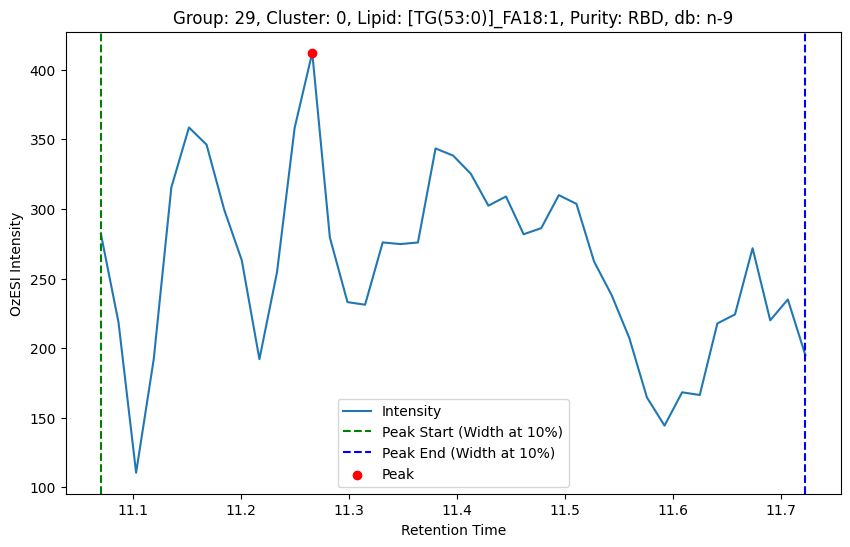 Group: 29, Cluster: 0, Lipid: [TG(53:0)]_FA18:1, Purity: RBD, db: n-9
OzESI Intensity
400
350
300
250
200
150
100
Intensity
Peak Start (Width at 10%)
Peak End (Width at 10%)
Peak
11.1 11.2 11.3 11.4 11.5 11.6 11.7
Retention Time